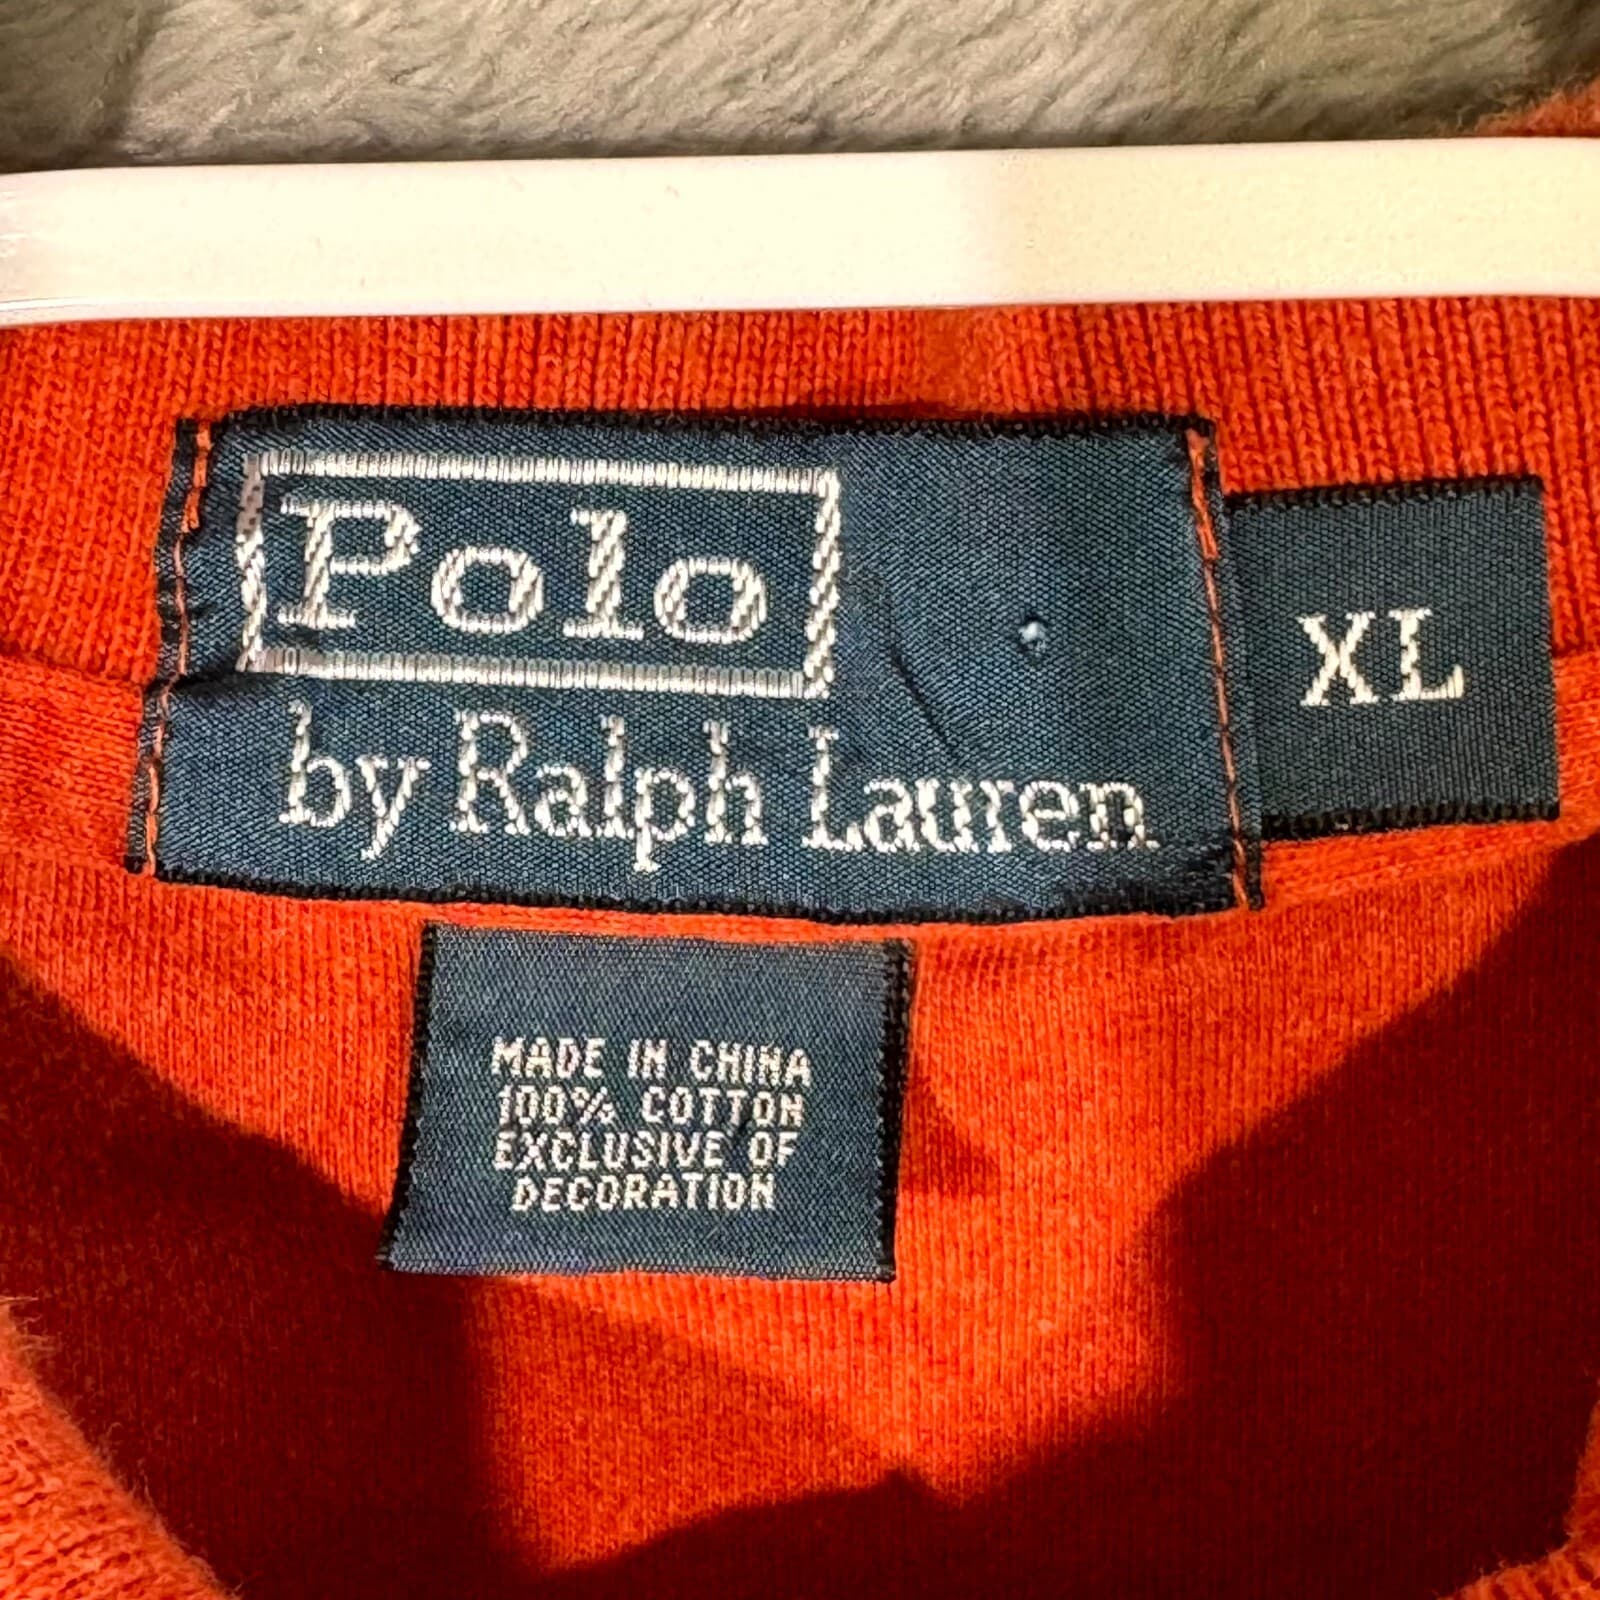 Polo
by Ralph Lauren
XL
MADE IN CHINA
100% COTTON
EXCLUSIVE OF
DECORATION